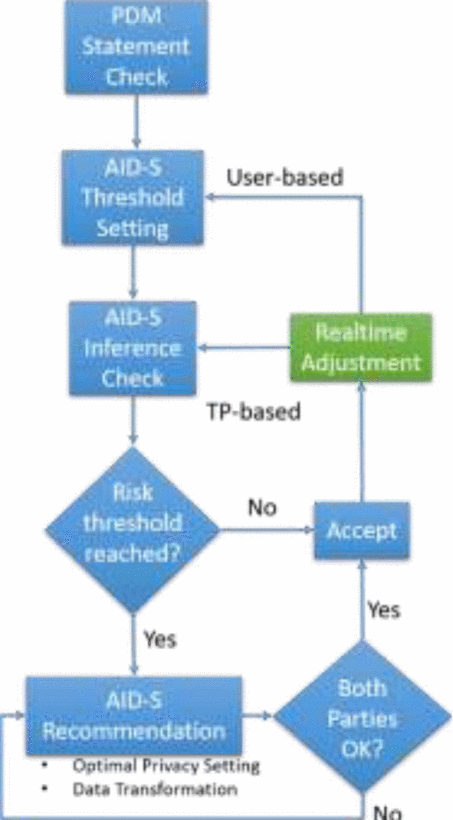 PDM
Statement
Check
AID-S
Threshold
Setting
User-based
AID-S
Inference
Check
Realtime
Adjustment
TP-based
Risk
threshold
reached?
No
Accept
Yes
Yes
AID-S
Recommendation
Both
Parties
OK?
• Optimal Privacy Setting
• Data Transformation
No